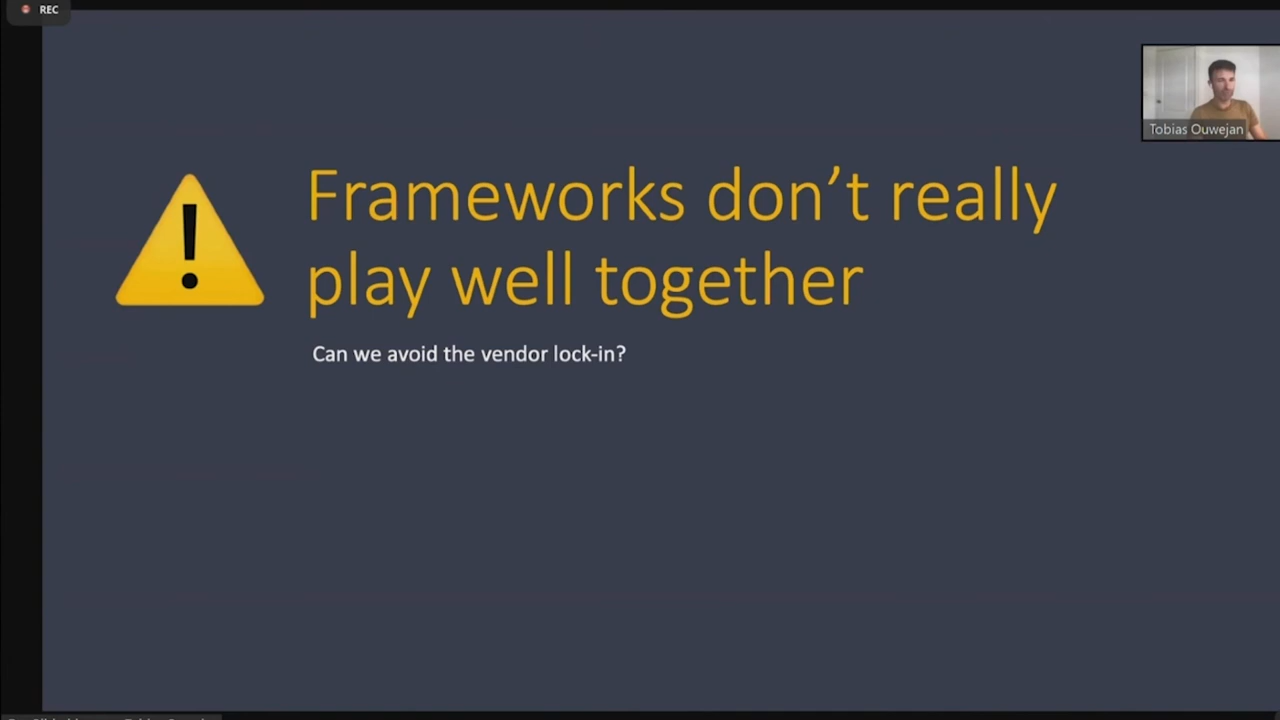 REC
Tobias Ouwejan
Frameworks don’t really
play well together
Can we avoid the vendor lock-in?